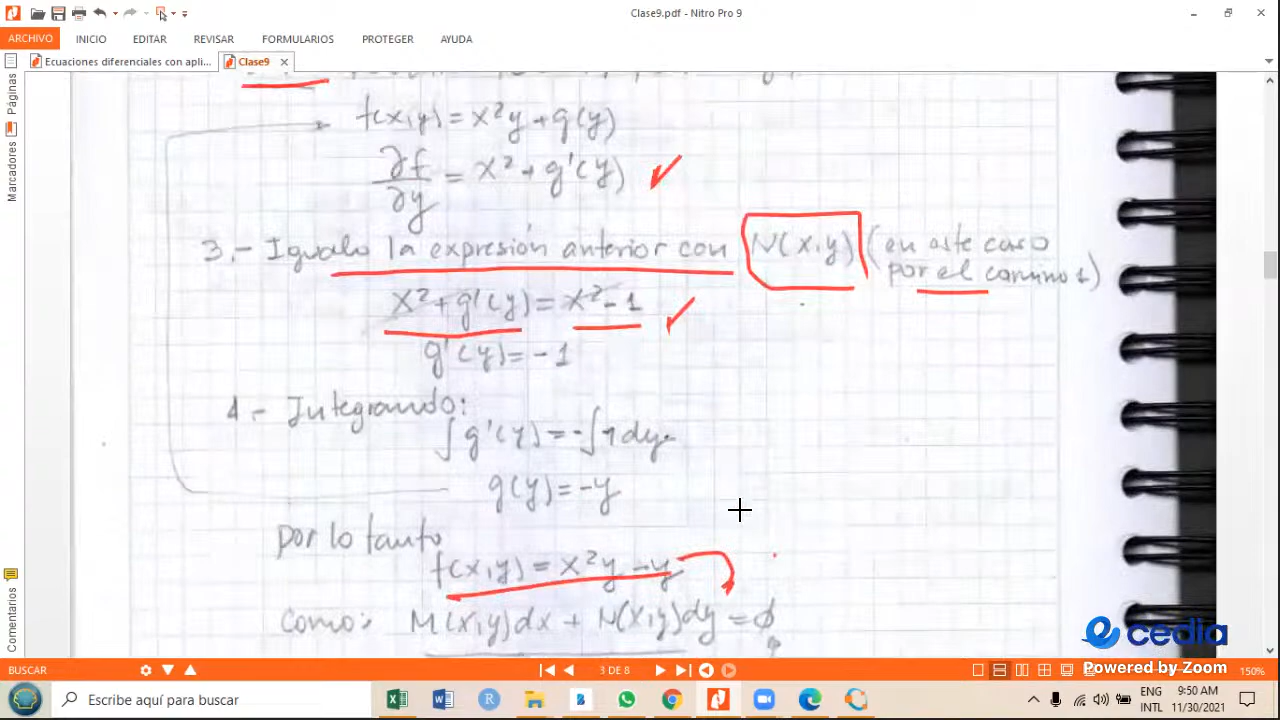 Clase9.pdf - Nitro Pro 9
ARCHIVO INICIO EDITAR REVISAR FORMULARIOS PROTEGER AYUDA
Ecuaciones diferenciales con apli... Clase9
Páginas
Marcadores
Comentarios
f(x,y) = x²y + g(y)
∂f/∂y = x² + g'(y)
3.- Igualo la expresión anterior con N(x,y) (en este caso
por el camino 1)
x² + g'(y) = x² - 1
g'(y) = -1
4.- Integrando:
∫g'(y) = -∫1dy
g(y) = -y
por lo tanto
f(x,y) = x²y - y
Como: M dx + N(x,y)dy = ϕ
cedia
Powered by Zoom
BUSCAR 3 DE 8 150%
Escribe aquí para buscar
ENG 9:50 AM
INTL 11/30/2021